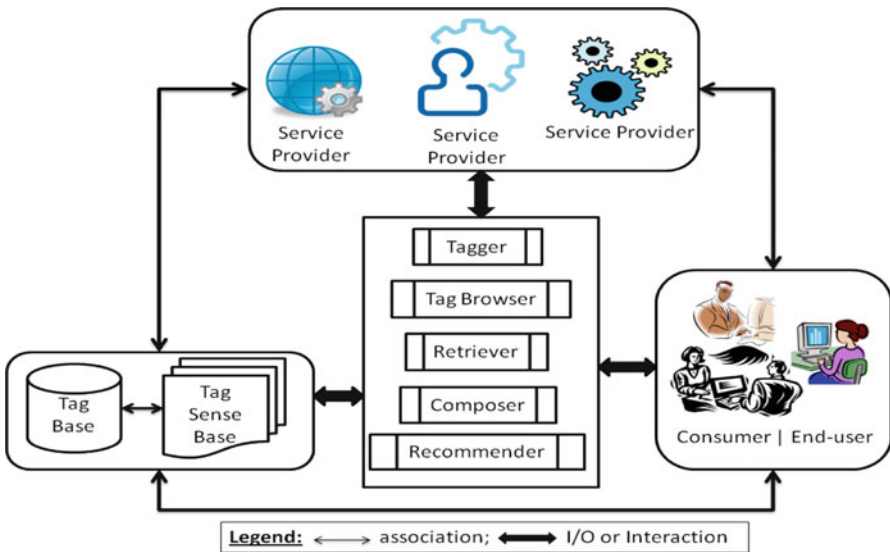 Service
Provider
Service
Provider
Service Provider
Tagger
Tag Browser
Retriever
Composer
Recommender
Tag
Base
Tag
Sense
Base
Consumer | End-user
Legend: association; I/O or Interaction